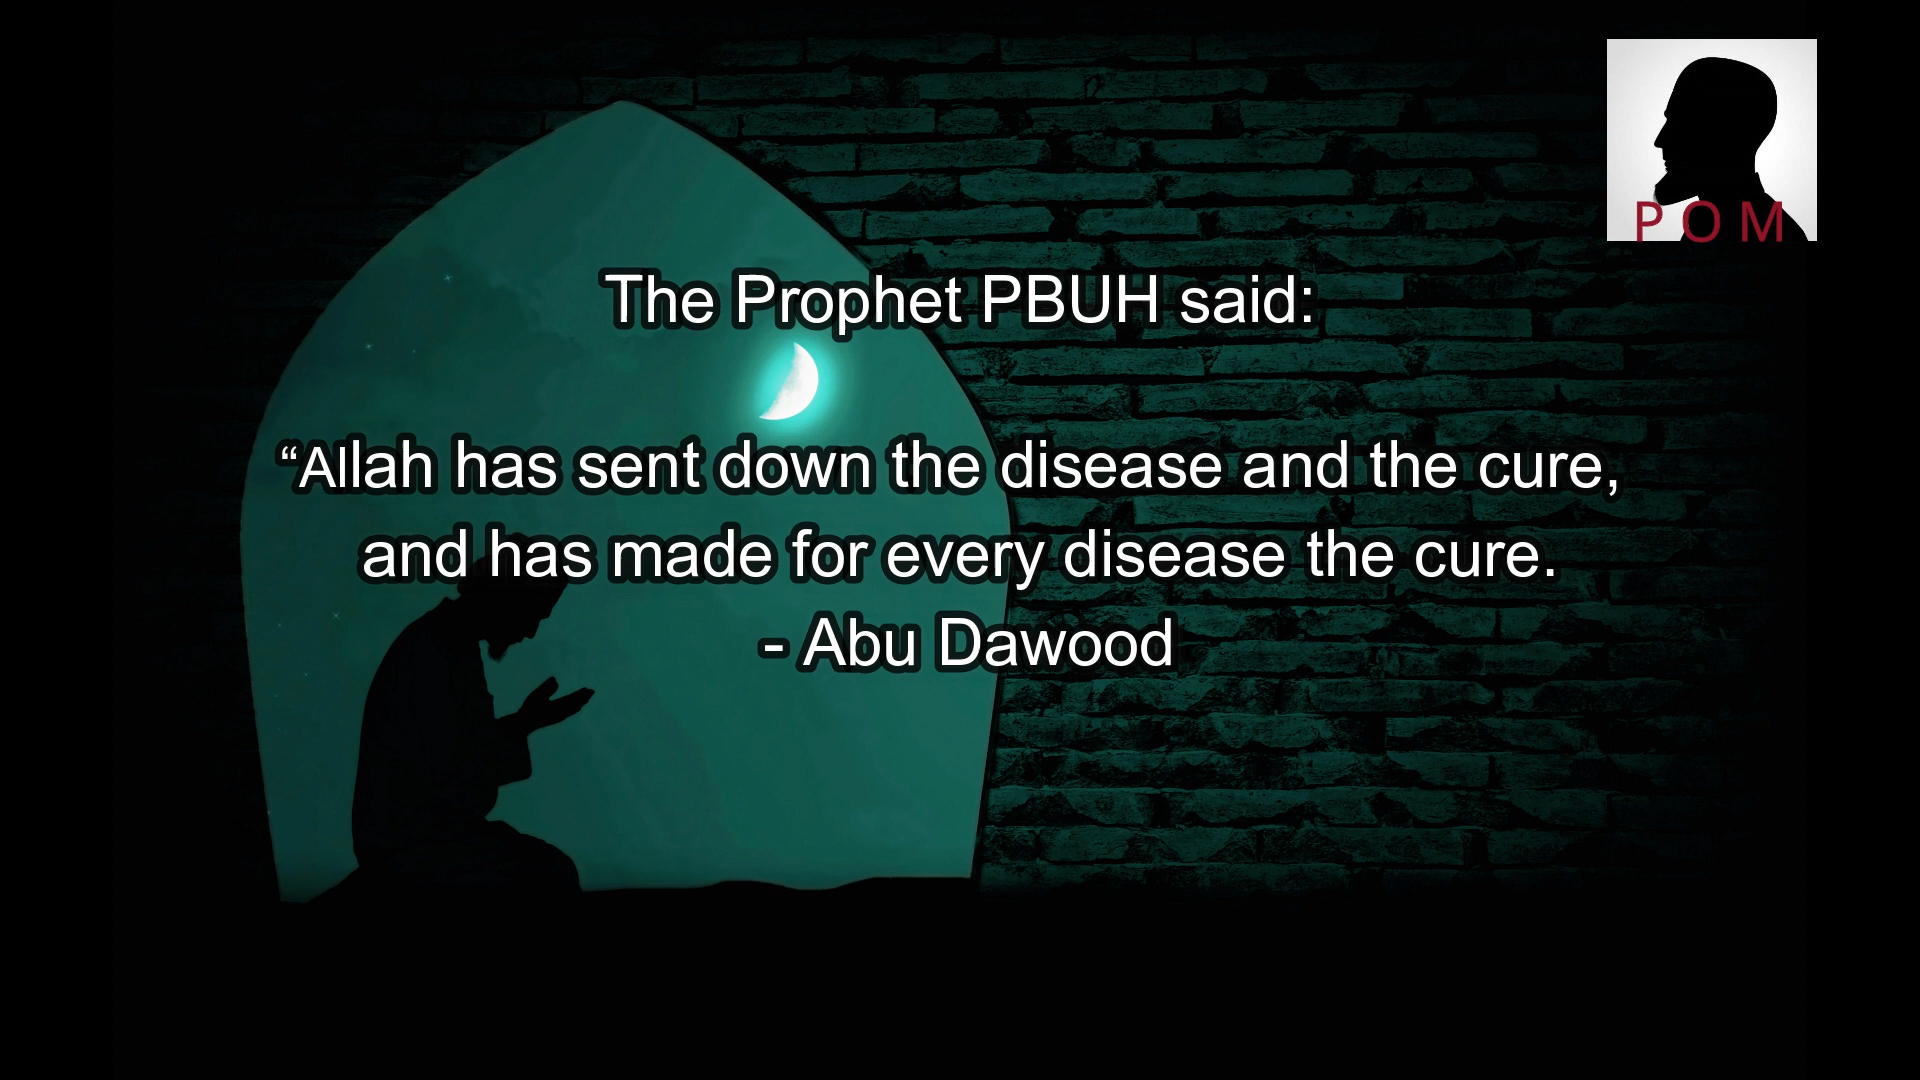 P O M
The Prophet PBUH said:
“Allah has sent down the disease and the cure,
and has made for every disease the cure.
- Abu Dawood